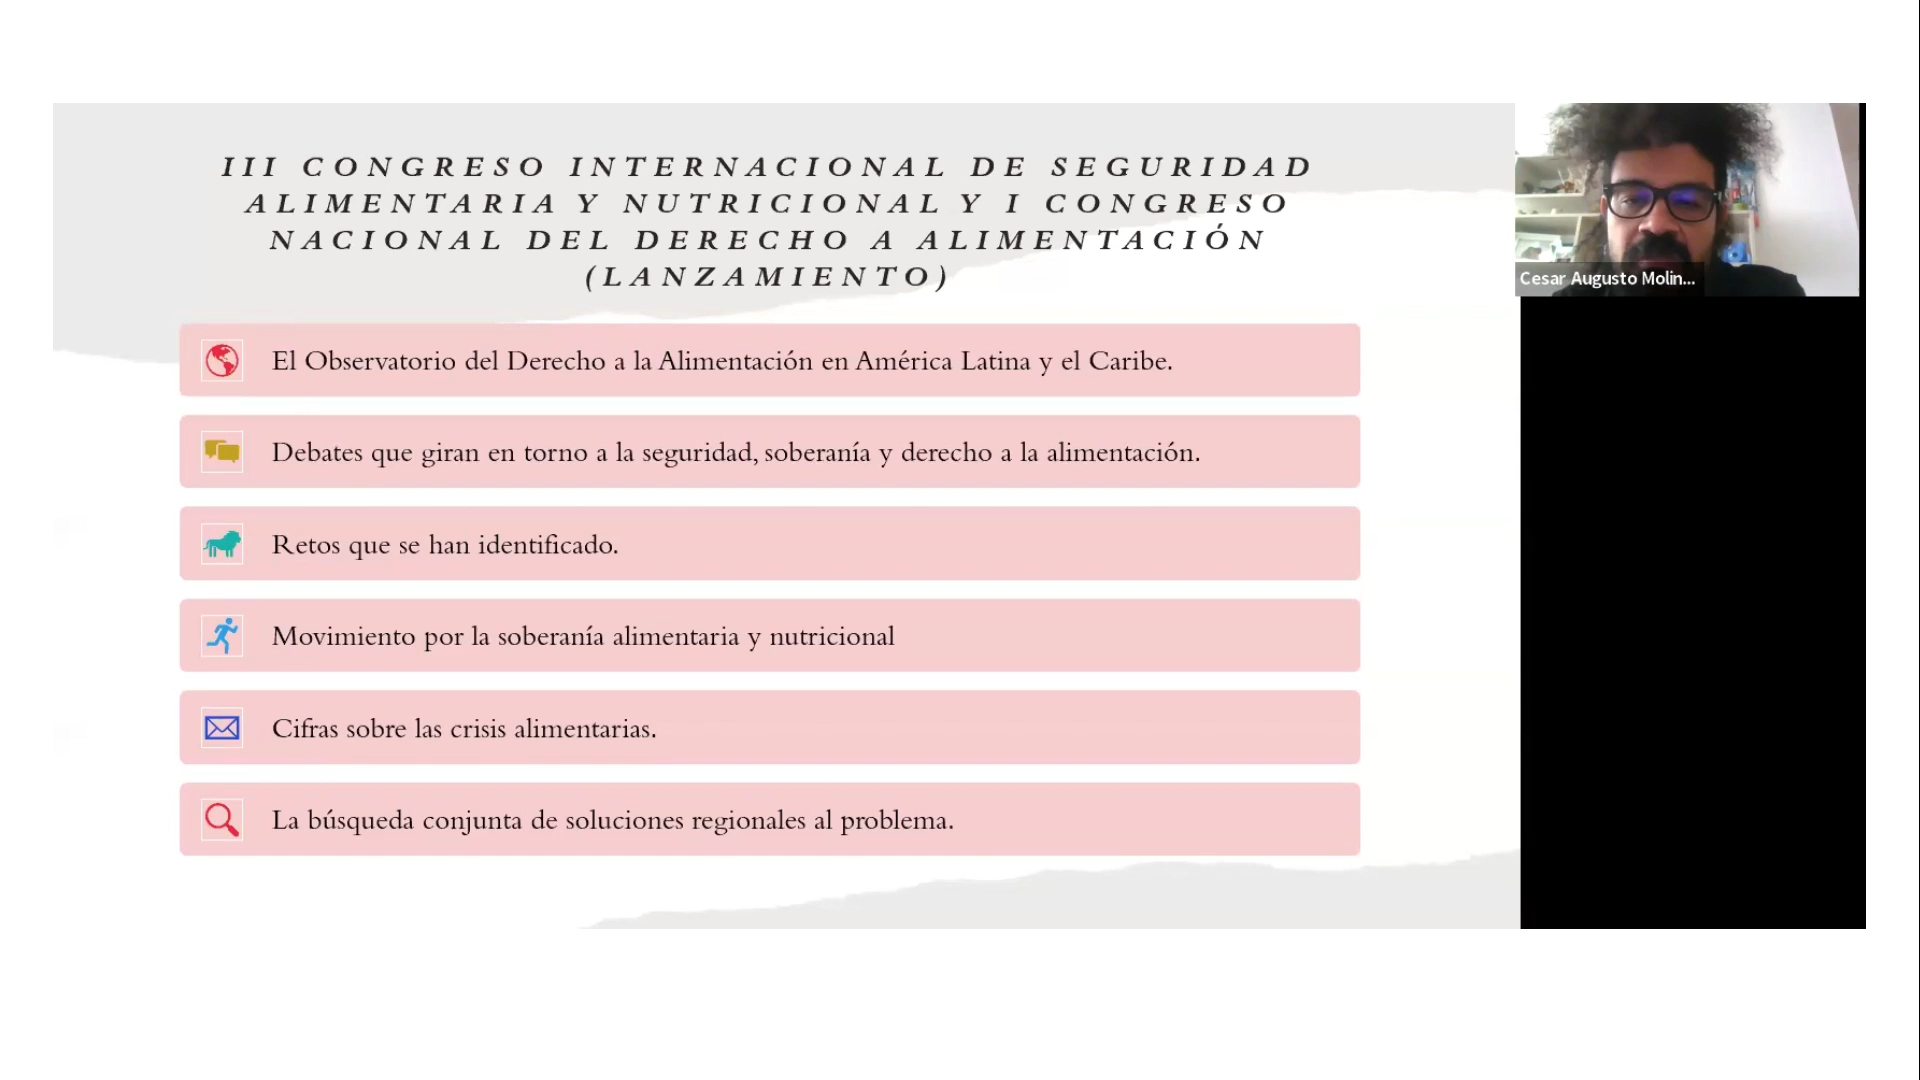 III CONGRESO INTERNACIONAL DE SEGURIDAD
ALIMENTARIA Y NUTRICIONAL Y I CONGRESO
NACIONAL DEL DERECHO A ALIMENTACIÓN
(LANZAMIENTO)
El Observatorio del Derecho a la Alimentación en América Latina y el Caribe.
Debates que giran en torno a la seguridad, soberanía y derecho a la alimentación.
Retos que se han identificado.
Movimiento por la soberanía alimentaria y nutricional
Cifras sobre las crisis alimentarias.
La búsqueda conjunta de soluciones regionales al problema.
Cesar Augusto Molin...